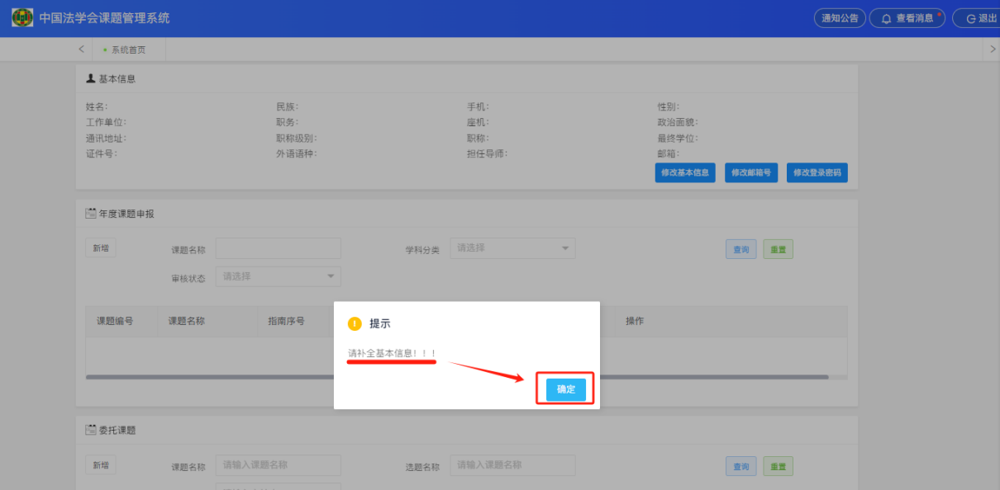 中国法学会课题管理系统
通知公告 查看消息 退出
系统首页
基本信息
姓名: 民族: 手机: 性别:
工作单位: 职务: 座机: 政治面貌:
通讯地址: 职称级别: 职称: 最终学位:
证件号: 外语语种: 担任导师: 邮箱:
修改基本信息 修改邮箱号 修改登录密码
年度课题申报
新增 课题名称 学科分类 请选择 查询 重置
审核状态 请选择
课题编号 课题名称 指南序号 操作
提示
请补全基本信息！！！
确定
委托课题
新增 课题名称 请输入课题名称 选题名称 请输入课题名称 查询 重置